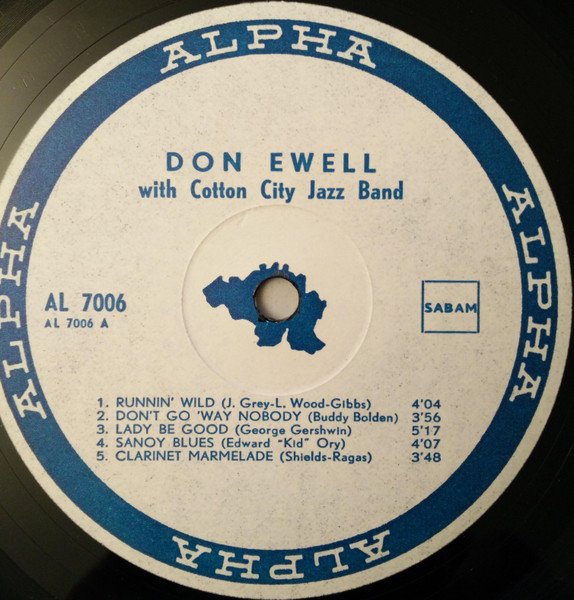 ALPHA
DON EWELL
with Cotton City Jazz Band
ALPHA
ALPHA
AL 7006
AL 7006 A
SABAM
1. RUNNIN' WILD (J. Grey-L. Wood-Gibbs) 4'04
2. DON'T GO 'WAY NOBODY (Buddy Bolden) 3'56
3. LADY BE GOOD (George Gershwin) 5'17
4. SANOY BLUES (Edward "Kid" Ory) 4'07
5. CLARINET MARMELADE (Shields-Ragas) 3'48
ALPHA